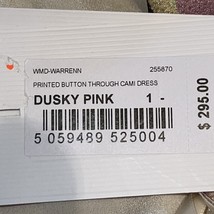 WMD-WARRENN 255870
PRINTED BUTTON THROUGH CAMI DRESS
DUSKY PINK 1 -
5 059489 525004
$ 295.00